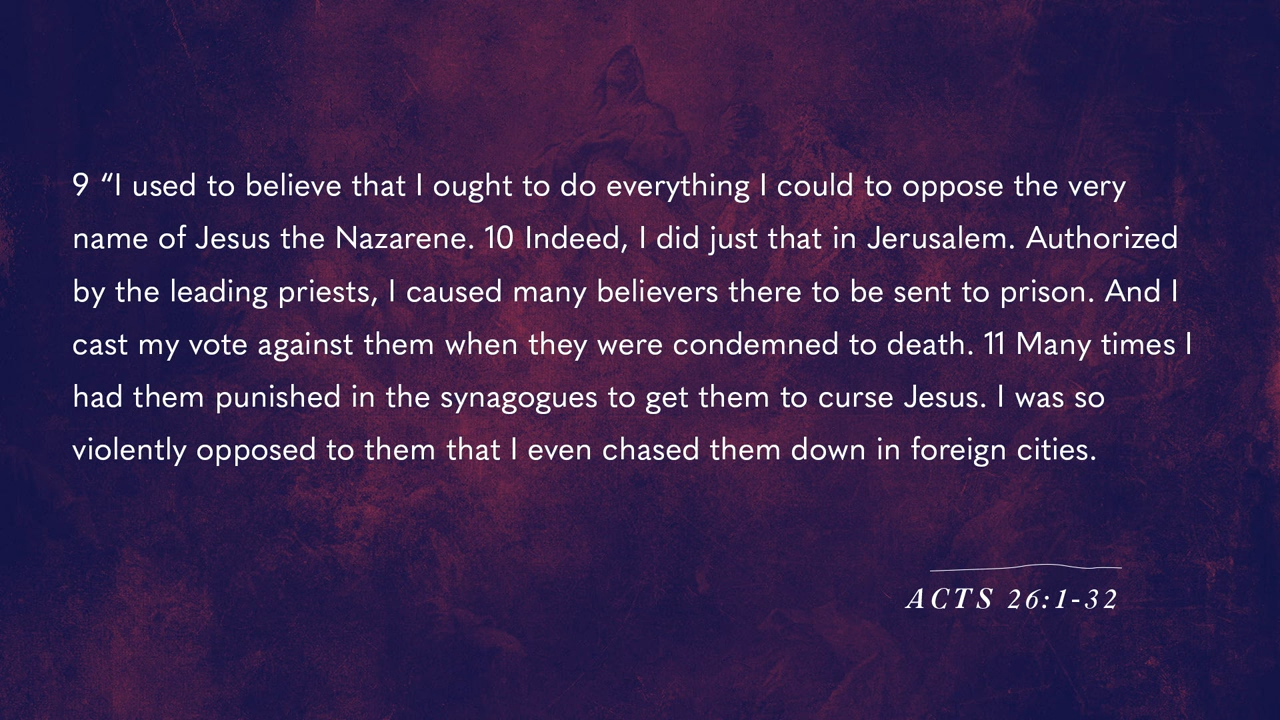 9 “I used to believe that I ought to do everything I could to oppose the very
name of Jesus the Nazarene. 10 Indeed, I did just that in Jerusalem. Authorized
by the leading priests, I caused many believers there to be sent to prison. And I
cast my vote against them when they were condemned to death. 11 Many times I
had them punished in the synagogues to get them to curse Jesus. I was so
violently opposed to them that I even chased them down in foreign cities.
ACTS 26:1-32